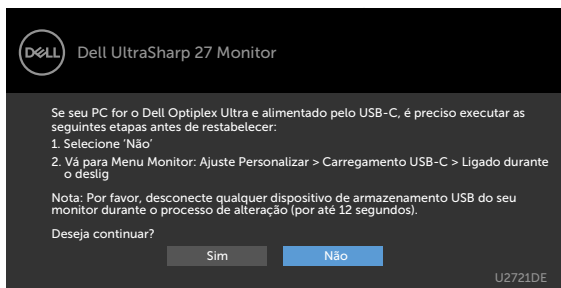 DELL
Dell UltraSharp 27 Monitor
Se seu PC for o Dell Optiplex Ultra e alimentado pelo USB-C, é preciso executar as
seguintes etapas antes de restabelecer:
1. Selecione ‘Não’
2. Vá para Menu Monitor: Ajuste Personalizar > Carregamento USB-C > Ligado durante
o deslig
Nota: Por favor, desconecte qualquer dispositivo de armazenamento USB do seu
monitor durante o processo de alteração (por até 12 segundos).
Deseja continuar?
Sim Não
U2721DE